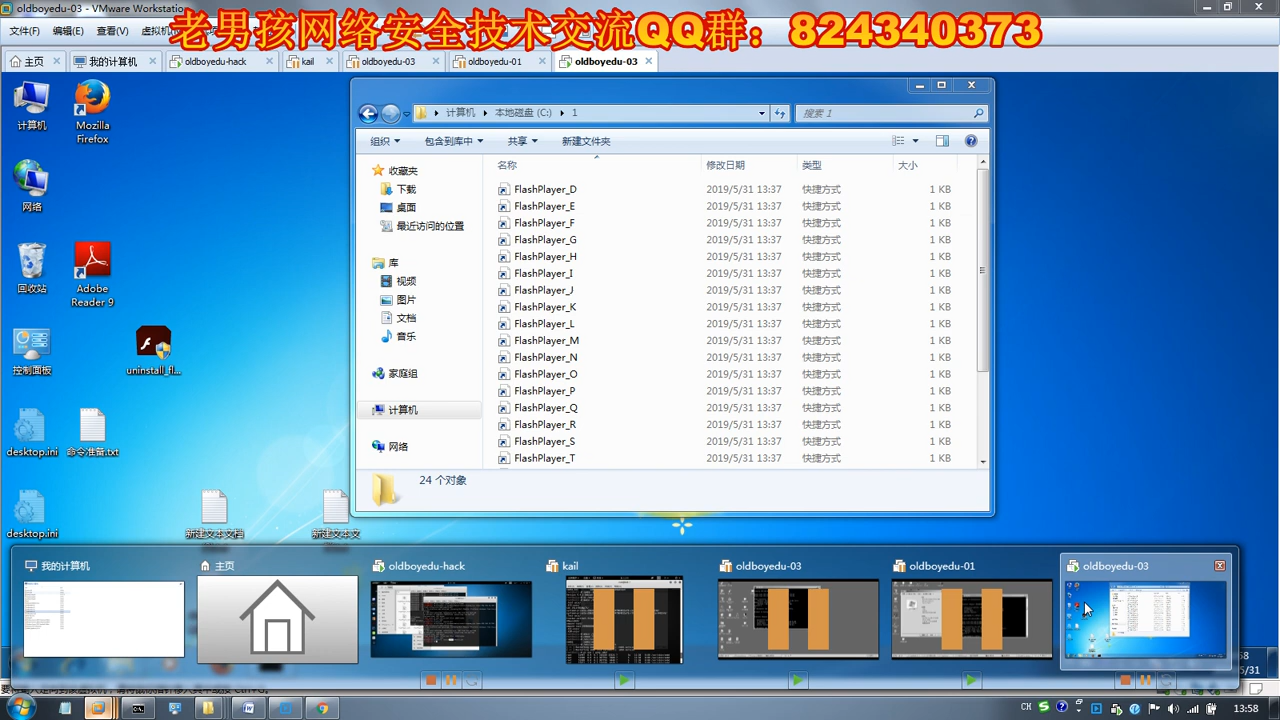 oldboyedu-03 - VMware Workstation
老男孩网络安全技术交流QQ群：824340373
文件(F) 编辑(E) 查看(V) 虚拟机
主页 我的计算机 oldboyedu-hack kail oldboyedu-03 oldboyedu-01 oldboyedu-03
计算机 本地磁盘 (C:) 1 搜索 1
组织 包含到库中 共享 新建文件夹
名称 修改日期 类型 大小
FlashPlayer_D 2019/5/31 13:37 快捷方式 1 KB
FlashPlayer_E 2019/5/31 13:37 快捷方式 1 KB
FlashPlayer_F 2019/5/31 13:37 快捷方式 1 KB
FlashPlayer_G 2019/5/31 13:37 快捷方式 1 KB
FlashPlayer_H 2019/5/31 13:37 快捷方式 1 KB
FlashPlayer_I 2019/5/31 13:37 快捷方式 1 KB
FlashPlayer_J 2019/5/31 13:37 快捷方式 1 KB
FlashPlayer_K 2019/5/31 13:37 快捷方式 1 KB
FlashPlayer_L 2019/5/31 13:37 快捷方式 1 KB
FlashPlayer_M 2019/5/31 13:37 快捷方式 1 KB
FlashPlayer_N 2019/5/31 13:37 快捷方式 1 KB
FlashPlayer_O 2019/5/31 13:37 快捷方式 1 KB
FlashPlayer_P 2019/5/31 13:37 快捷方式 1 KB
FlashPlayer_Q 2019/5/31 13:37 快捷方式 1 KB
FlashPlayer_R 2019/5/31 13:37 快捷方式 1 KB
FlashPlayer_S 2019/5/31 13:37 快捷方式 1 KB
FlashPlayer_T 2019/5/31 13:37 快捷方式 1 KB
收藏夹
下载
桌面
最近访问的位置
库
视频
图片
文档
音乐
家庭组
计算机
网络
24 个对象
计算机
Mozilla
Firefox
网络
回收站
Adobe
Reader 9
控制面板
uninstall_fl...
desktop.ini
命令准备.txt
desktop.ini
新建文本文档
新建文本文
我的计算机 主页 oldboyedu-hack kail oldboyedu-03 oldboyedu-01 oldboyedu-03
CH 13:58